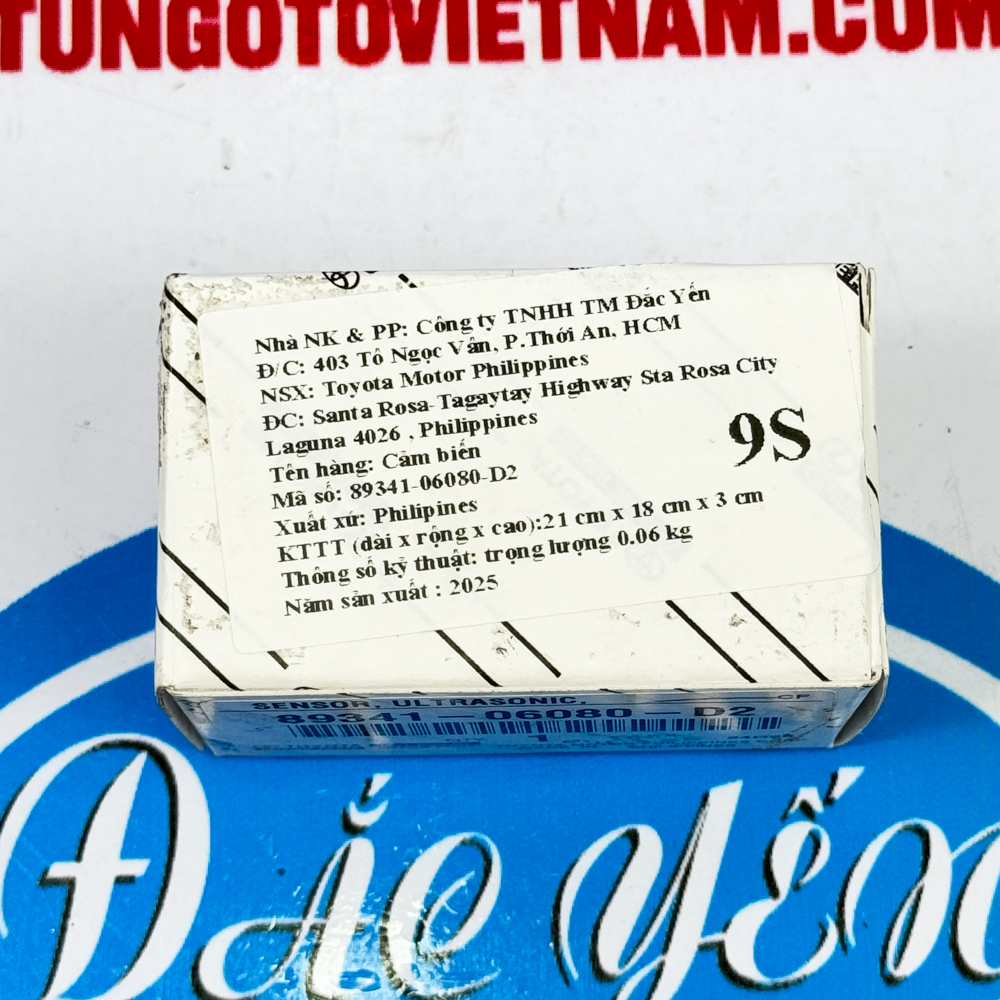 TUNGOTOVIETNAM.COM
Nhà NK & PP: Công ty TNHH TM Đắc Yến
Đ/C: 403 Tô Ngọc Vân, P.Thới An, HCM
NSX: Toyota Motor Philippines
ĐC: Santa Rosa-Tagaytay Highway Sta Rosa City
Laguna 4026 , Philippines
9S
Tên hàng: Cảm biến
Mã số: 89341-06080-D2
Xuất xứ: Philipines
KTTT (dài x rộng x cao):21 cm x 18 cm x 3 cm
Thông số kỹ thuật: trọng lượng 0.06 kg
Năm sản xuất : 2025
SENSOR, ULTRASONIC,
89341-06080-D2
1
Đắc Yến